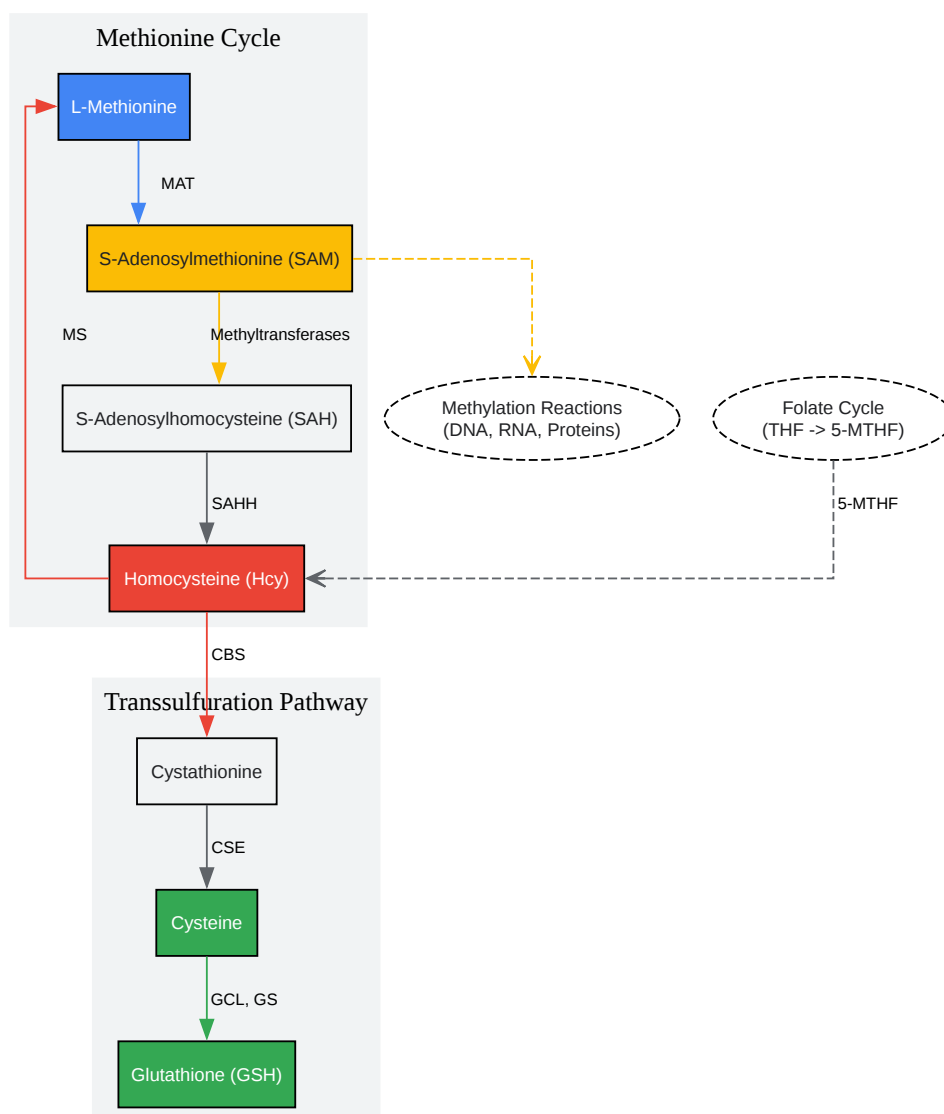 Methionine Cycle
L-Methionine
MAT
S-Adenosylmethionine (SAM)
MS
Methyltransferases
S-Adenosylhomocysteine (SAH)
Methylation Reactions
(DNA, RNA, Proteins)
Folate Cycle
(THF -> 5-MTHF)
SAHH
5-MTHF
Homocysteine (Hcy)
CBS
Transsulfuration Pathway
Cystathionine
CSE
Cysteine
GCL, GS
Glutathione (GSH)